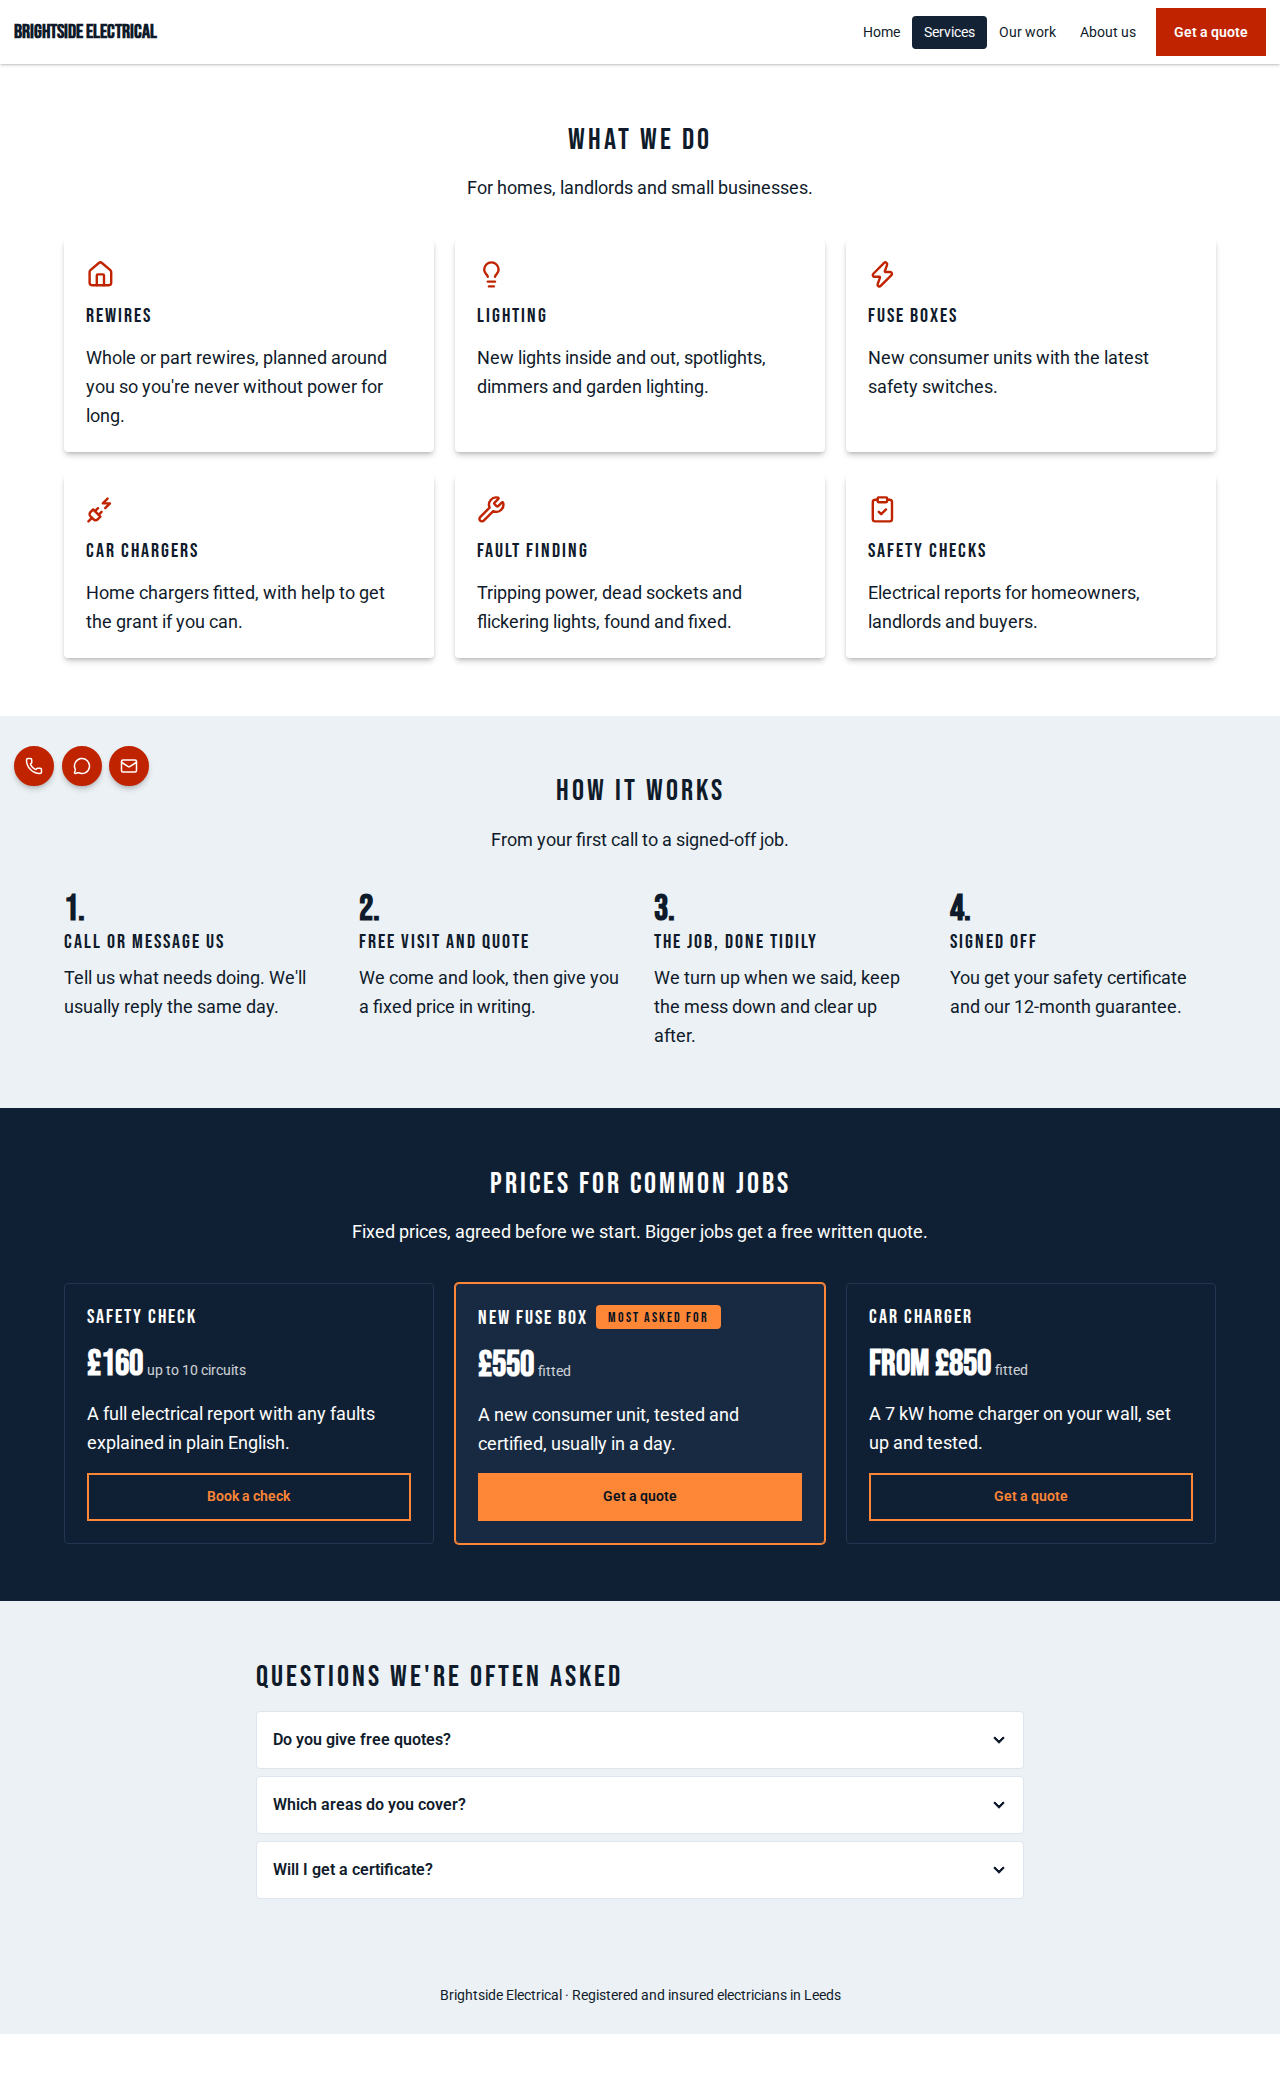 BRIGHTSIDE ELECTRICAL
Home
Services
Our work
About us
Get a quote
WHAT WE DO
For homes, landlords and small businesses.
REWIRES
Whole or part rewires, planned around
you so you're never without power for
long.
LIGHTING
New lights inside and out, spotlights,
dimmers and garden lighting.
FUSE BOXES
New consumer units with the latest
safety switches.
CAR CHARGERS
Home chargers fitted, with help to get
the grant if you can.
FAULT FINDING
Tripping power, dead sockets and
flickering lights, found and fixed.
SAFETY CHECKS
Electrical reports for homeowners,
landlords and buyers.
HOW IT WORKS
From your first call to a signed-off job.
1.
CALL OR MESSAGE US
Tell us what needs doing. We'll
usually reply the same day.
2.
FREE VISIT AND QUOTE
We come and look, then give you
a fixed price in writing.
3.
THE JOB, DONE TIDILY
We turn up when we said, keep
the mess down and clear up
after.
4.
SIGNED OFF
You get your safety certificate
and our 12-month guarantee.
PRICES FOR COMMON JOBS
Fixed prices, agreed before we start. Bigger jobs get a free written quote.
SAFETY CHECK
£160 up to 10 circuits
A full electrical report with any faults
explained in plain English.
Book a check
NEW FUSE BOX MOST ASKED FOR
£550 fitted
A new consumer unit, tested and
certified, usually in a day.
Get a quote
CAR CHARGER
FROM £850 fitted
A 7 kW home charger on your wall, set
up and tested.
Get a quote
QUESTIONS WE'RE OFTEN ASKED
Do you give free quotes?
Which areas do you cover?
Will I get a certificate?
Brightside Electrical · Registered and insured electricians in Leeds